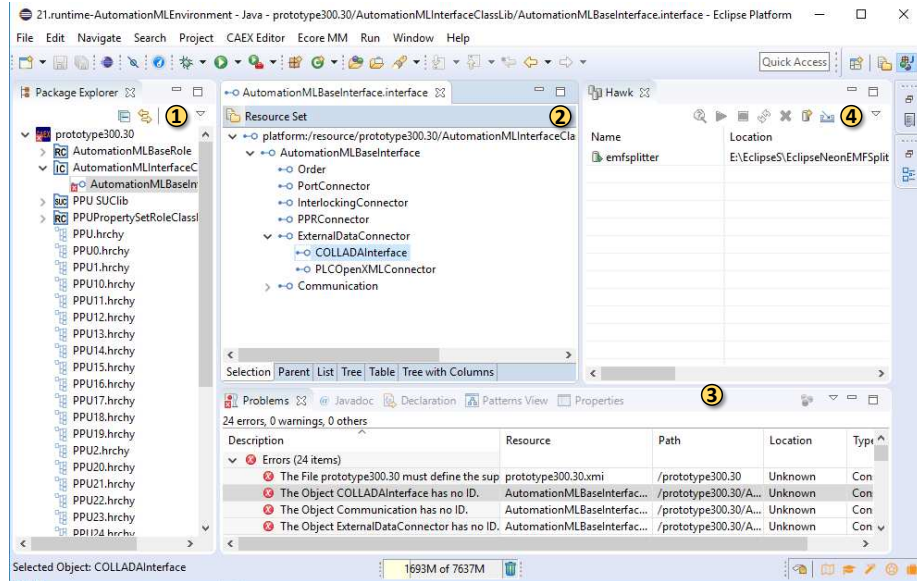 21.runtime-AutomationMLEnvironment - Java - prototype300.30/AutomationMLInterfaceClassLib/AutomationMLBaseInterface.interface - Eclipse Platform
File Edit Navigate Search Project CAEX Editor Ecore MM Run Window Help
Quick Access
Package Explorer
1
prototype300.30
RC AutomationMLBaseRole
IC AutomationMLInterfaceC
AutomationMLBaseIn
SUC PPU SUClib
RC PPUPropertySetRoleClassl
PPU.hrchy
PPU0.hrchy
PPU1.hrchy
PPU10.hrchy
PPU11.hrchy
PPU12.hrchy
PPU13.hrchy
PPU14.hrchy
PPU15.hrchy
PPU16.hrchy
PPU17.hrchy
PPU18.hrchy
PPU19.hrchy
PPU2.hrchy
PPU20.hrchy
PPU21.hrchy
PPU22.hrchy
PPU23.hrchy
PPU24.hrchy
AutomationMLBaseInterface.interface
Resource Set
2
platform:/resource/prototype300.30/AutomationMLInterfaceCla
AutomationMLBaseInterface
Order
PortConnector
InterlockingConnector
PPRConnector
ExternalDataConnector
COLLADAInterface
PLCOpenXMLConnector
Communication
Selection Parent List Tree Table Tree with Columns
Hawk
4
Name Location
emfsplitter E:\EclipseS\EclipseNeonEMFSplit
Problems @ Javadoc Declaration Patterns View Properties
3
24 errors, 0 warnings, 0 others
Description Resource Path Location Type
Errors (24 items)
The File prototype300.30 must define the sup prototype300.30.xmi /prototype300.30 Unknown Con
The Object COLLADAInterface has no ID. AutomationMLBaseInterfac... /prototype300.30/A... Unknown Con
The Object Communication has no ID. AutomationMLBaseInterfac... /prototype300.30/A... Unknown Con
The Object ExternalDataConnector has no ID. AutomationMLBaseInterfac... /prototype300.30/A... Unknown Con
Selected Object: COLLADAInterface
1693M of 7637M